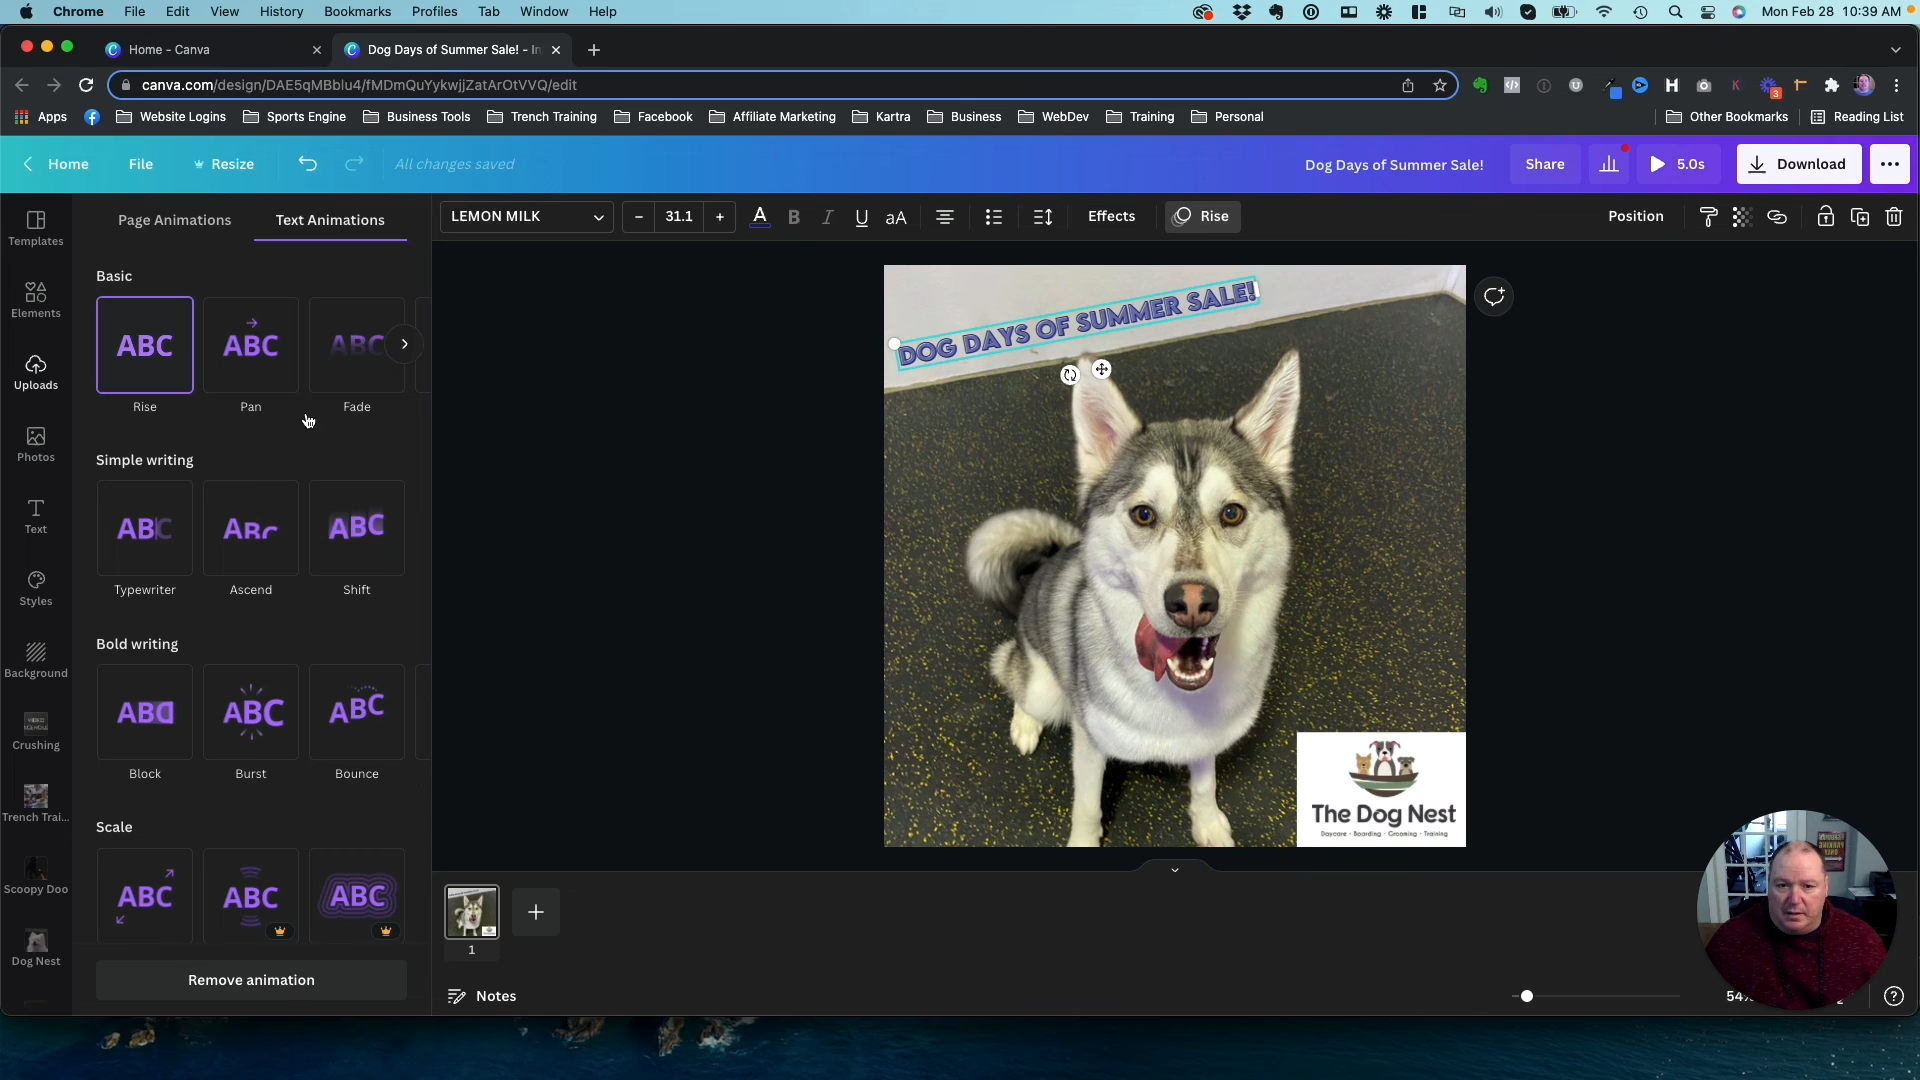 Chrome File Edit View History Bookmarks Profiles Tab Window Help
Mon Feb 28 10:39 AM
Home - Canva
Dog Days of Summer Sale! - In
canva.com/design/DAE5qMBblu4/fMDmQuYykwjjZatArOtVVQ/edit
Apps Website Logins Sports Engine Business Tools Trench Training Facebook Affiliate Marketing Kartra Business WebDev Training Personal Other Bookmarks Reading List
Home File Resize All changes saved Dog Days of Summer Sale! Share 5.0s Download
Page Animations Text Animations
LEMON MILK 31.1 A B I U aA Effects Rise Position
Templates
Elements
Uploads
Photos
Text
Styles
Background
Crushing
Trench Trai...
Scoopy Doo
Dog Nest
Basic
ABC ABC ABC
Rise Pan Fade
Simple writing
ABC ABC ABC
Typewriter Ascend Shift
Bold writing
ABC ABC ABC
Block Burst Bounce
Scale
ABC ABC ABC
Remove animation
DOG DAYS OF SUMMER SALE!
The Dog Nest
Daycare - Boarding - Grooming - Training
1
Notes
54%